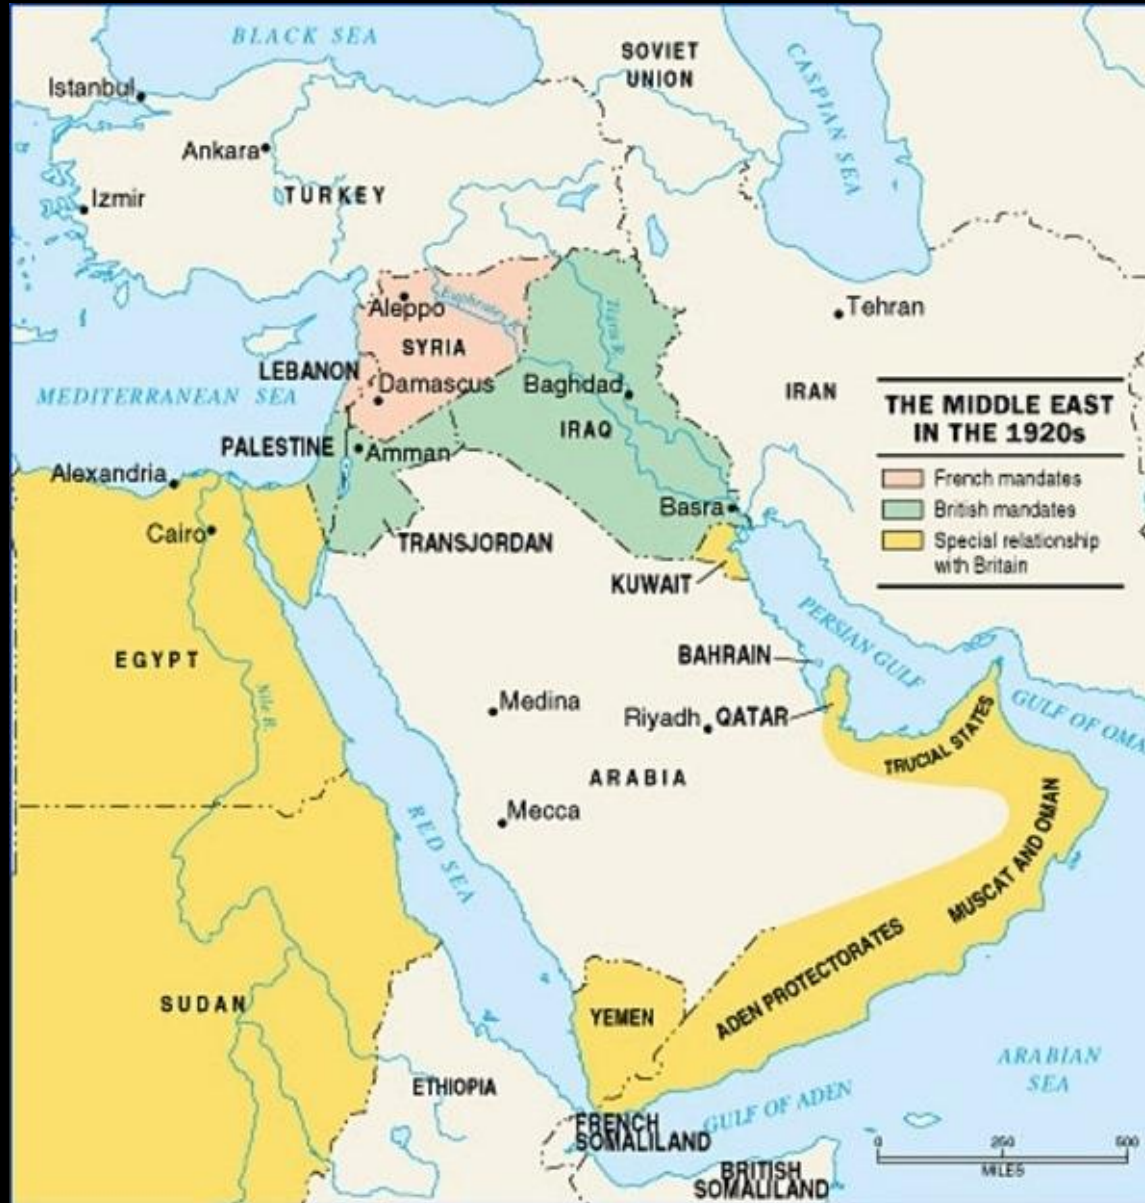 BLACK SEA
SOVIET
UNION
CASPIAN SEA
Istanbul
Ankara
Izmir
TURKEY
Aleppo
Euphrates R.
Tigris R.
SYRIA
Tehran
LEBANON
Damascus
Baghdad
IRAN
MEDITERRANEAN SEA
IRAQ
PALESTINE
Amman
THE MIDDLE EAST
IN THE 1920s
French mandates
British mandates
Special relationship
with Britain
Alexandria
Cairo
Basra
TRANSJORDAN
KUWAIT
PERSIAN GULF
EGYPT
Nile R.
BAHRAIN
Medina
Riyadh
QATAR
GULF OF OMA
TRUCIAL STATES
ARABIA
Mecca
RED SEA
MUSCAT AND OMAN
ADEN PROTECTORATES
SUDAN
YEMEN
ETHIOPIA
ARABIAN
SEA
GULF OF ADEN
FRENCH
SOMALILAND
BRITISH
SOMALILAND
0 250 500
MILES